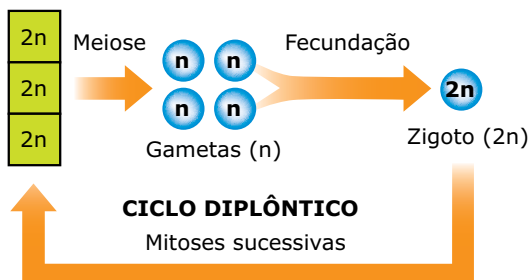 2n
2n
2n
Meiose
n n
n n
Gametas (n)
Fecundação
2n
Zigoto (2n)
CICLO DIPLÔNTICO
Mitoses sucessivas